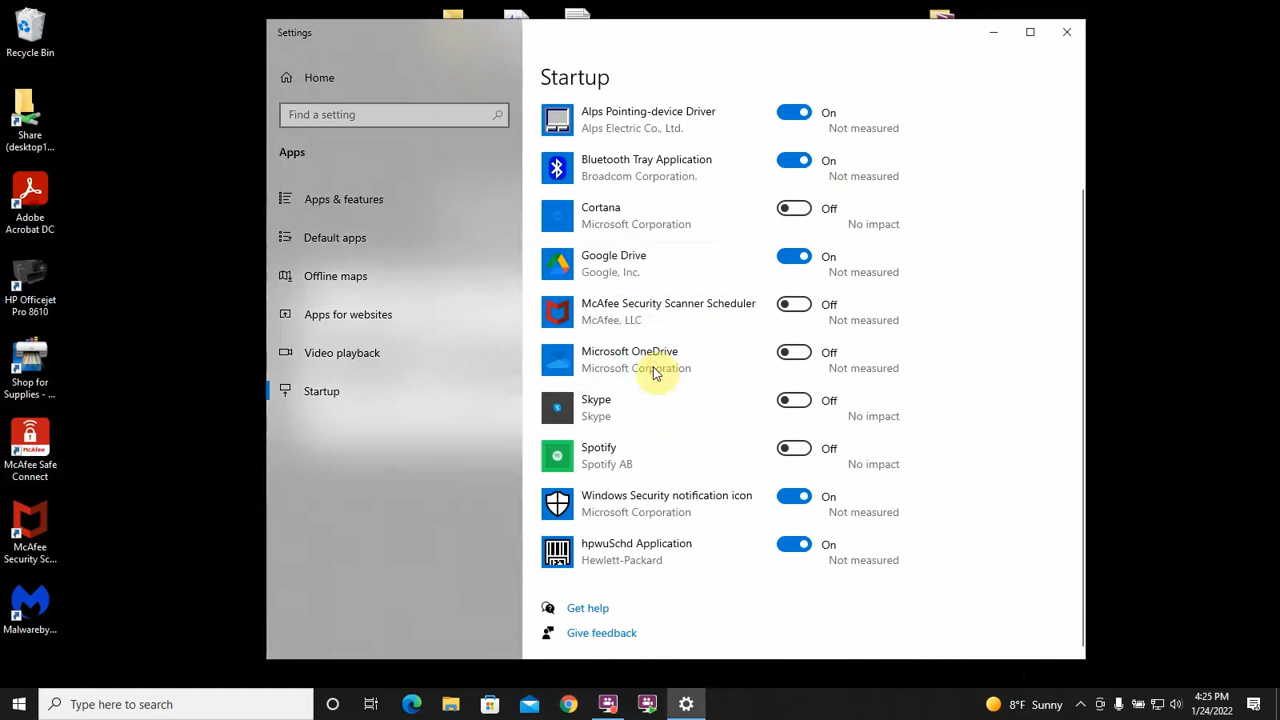 Recycle Bin
Share
(desktop1...
Adobe
Acrobat DC
HP Officejet
Pro 8610
Shop for
Supplies - ...
McAfee Safe
Connect
McAfee
Security Sc...
Malwareby...
Settings
Home
Find a setting
Apps
Apps & features
Default apps
Offline maps
Apps for websites
Video playback
Startup
Startup
Alps Pointing-device Driver
On
Alps Electric Co., Ltd.
Not measured
Bluetooth Tray Application
On
Broadcom Corporation.
Not measured
Cortana
Off
Microsoft Corporation
No impact
Google Drive
On
Google, Inc.
Not measured
McAfee Security Scanner Scheduler
Off
McAfee, LLC
Not measured
Microsoft OneDrive
Off
Microsoft Corporation
Not measured
Skype
Off
Skype
No impact
Spotify
Off
Spotify AB
No impact
Windows Security notification icon
On
Microsoft Corporation
Not measured
hpwuSchd Application
On
Hewlett-Packard
Not measured
Get help
Give feedback
Type here to search
8°F Sunny
4:25 PM
1/24/2022